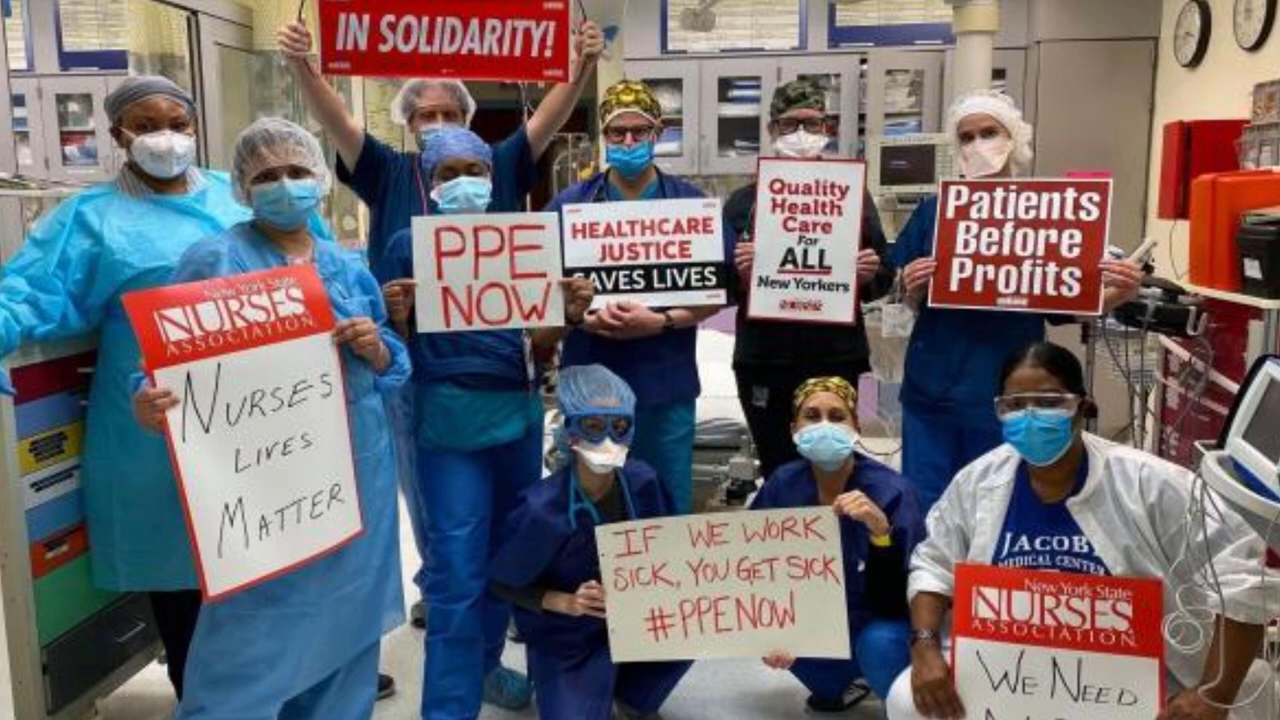 IN SOLIDARITY!
PPE
NOW
HEALTHCARE
JUSTICE
SAVES LIVES
Quality
Health
Care
For
ALL
New Yorkers
Patients
Before
Profits
New York State
NURSES
ASSOCIATION
NURSES
LIVES
MATTER
IF WE WORK
SICK, YOU GET SICK
#PPENOW
JACOBI
MEDICAL CENTER
New York State
NURSES
ASSOCIATION
WE NEED